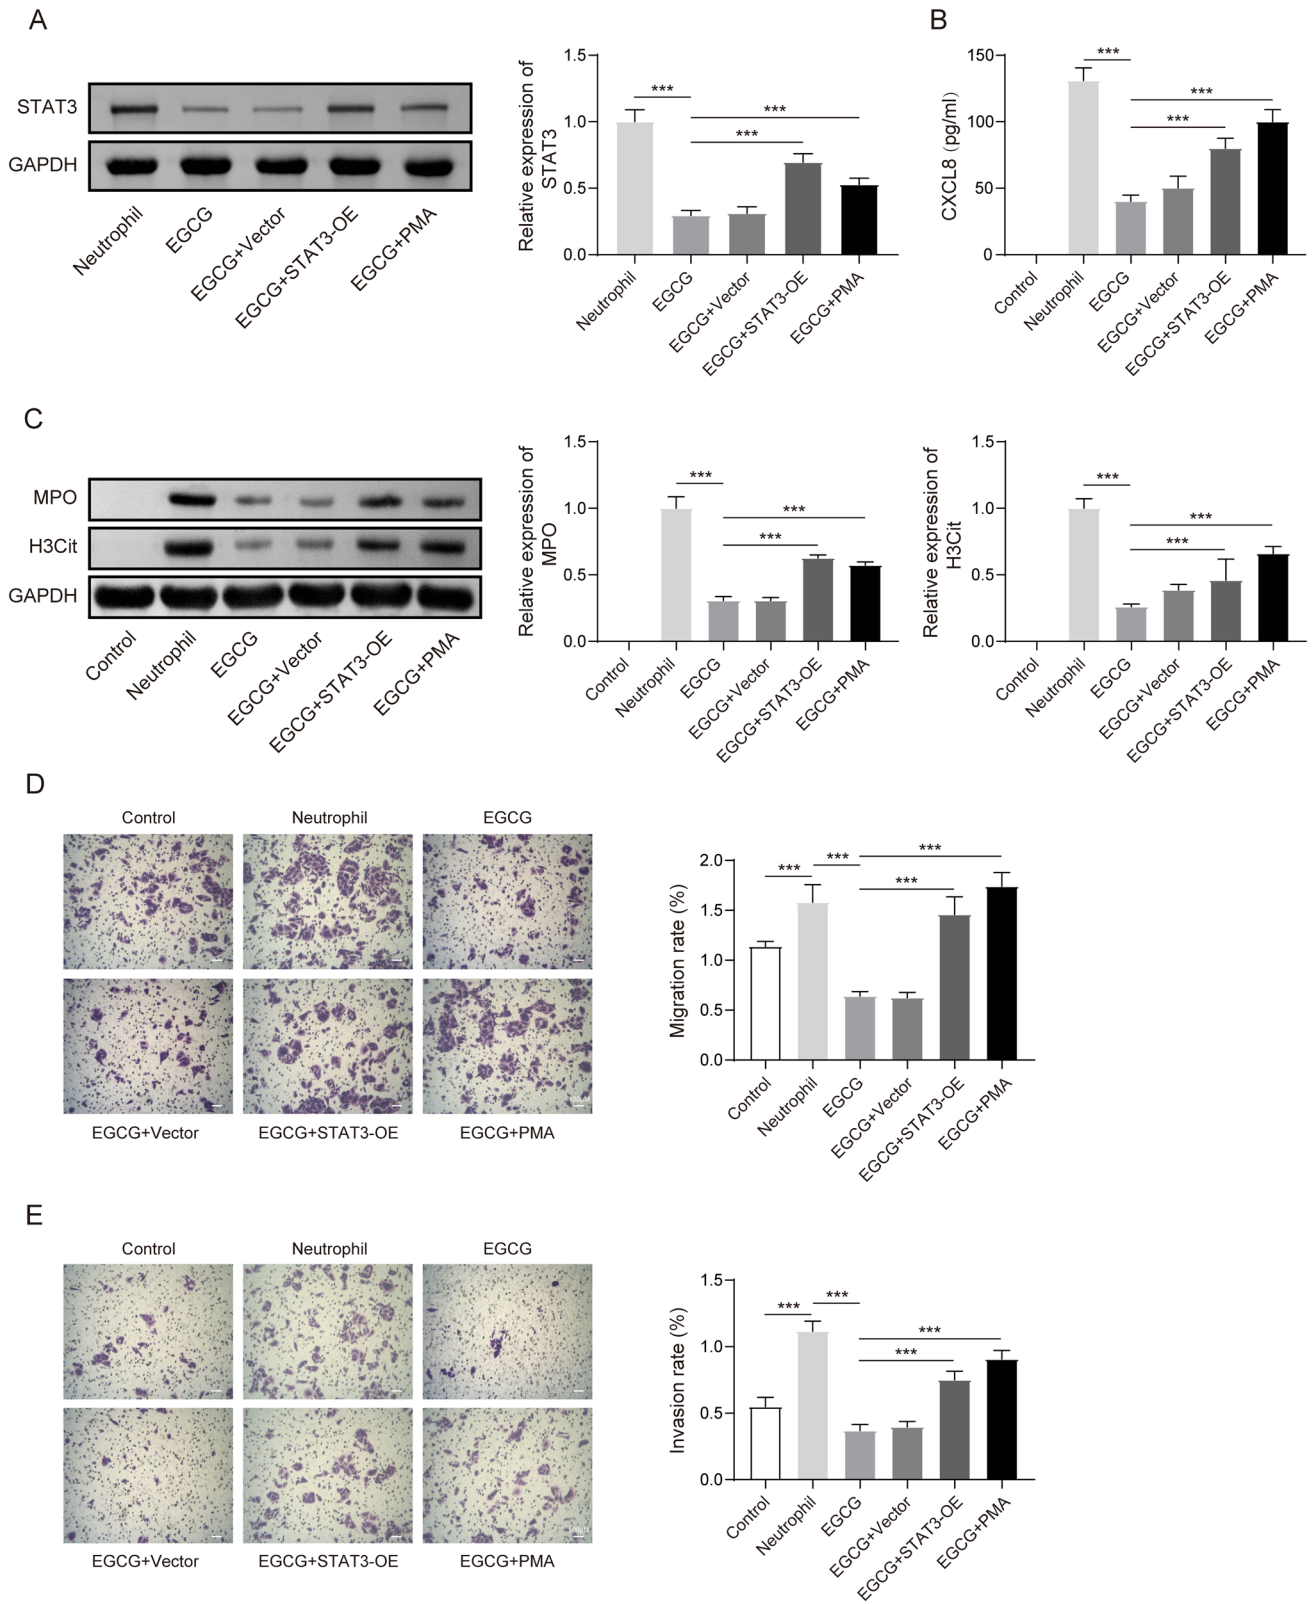 A
STAT3
GAPDH
Neutrophil
EGCG
EGCG+Vector
EGCG+STAT3-OE
EGCG+PMA
Relative expression of
STAT3
1.5
1.0
0.5
0.0
***
***
***
Neutrophil
EGCG
EGCG+Vector
EGCG+STAT3-OE
EGCG+PMA
B
CXCL8 (pg/ml)
150
100
50
0
***
***
***
Control
Neutrophil
EGCG
EGCG+Vector
EGCG+STAT3-OE
EGCG+PMA
C
MPO
H3Cit
GAPDH
Control
Neutrophil
EGCG
EGCG+Vector
EGCG+STAT3-OE
EGCG+PMA
Relative expression of
MPO
1.5
1.0
0.5
0.0
***
***
***
Control
Neutrophil
EGCG
EGCG+Vector
EGCG+STAT3-OE
EGCG+PMA
Relative expression of
H3Cit
1.5
1.0
0.5
0.0
***
***
***
Control
Neutrophil
EGCG
EGCG+Vector
EGCG+STAT3-OE
EGCG+PMA
D
Control
Neutrophil
EGCG
EGCG+Vector
EGCG+STAT3-OE
EGCG+PMA
Migration rate (%)
2.0
1.5
1.0
0.5
0.0
***
***
***
***
Control
Neutrophil
EGCG
EGCG+Vector
EGCG+STAT3-OE
EGCG+PMA
E
Control
Neutrophil
EGCG
EGCG+Vector
EGCG+STAT3-OE
EGCG+PMA
Invasion rate (%)
1.5
1.0
0.5
0.0
***
***
***
***
Control
Neutrophil
EGCG
EGCG+Vector
EGCG+STAT3-OE
EGCG+PMA